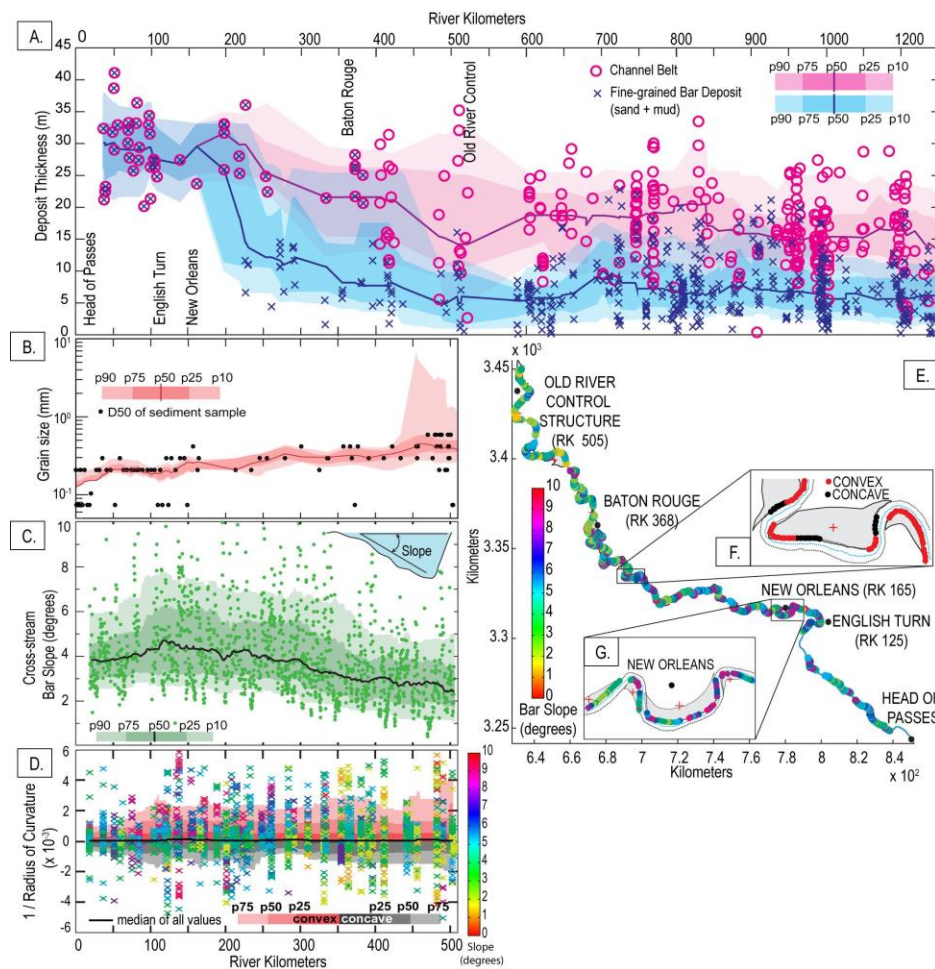 River Kilometers
A.
0 100 200 300 400 500 600 700 800 900 1000 1100 1200
45
40
35
30
25
20
15
10
5
0
Deposit Thickness (m)
Head of Passes
English Turn
New Orleans
Baton Rouge
Old River Control
Channel Belt
Fine-grained Bar Deposit
(sand + mud)
p90 p75 p50 p25 p10
p90 p75 p50 p25 p10
B.
10¹
10⁰
10⁻¹
Grain size (mm)
p90 p75 p50 p25 p10
D50 of sediment sample
C.
10
8
6
4
2
Cross-stream
Bar Slope (degrees)
Slope
p90 p75 p50 p25 p10
D.
6
4
2
0
-2
-4
-6
1 / Radius of Curvature
(x 10⁻³)
median of all values
p75 p50 p25 p25 p50 p75
convex concave
10
9
8
7
6
5
4
3
2
1
0
Slope
(degrees)
0 100 200 300 400 500
River Kilometers
E.
x 10³
3.45
3.4
3.35
3.3
3.25
Kilometers
OLD RIVER
CONTROL
STRUCTURE
(RK 505)
BATON ROUGE
(RK 368)
NEW ORLEANS (RK 165)
ENGLISH TURN
(RK 125)
HEAD OF
PASSES
10
9
8
7
6
5
4
3
2
1
0
Bar Slope
(degrees)
F.
CONVEX
CONCAVE
G.
NEW ORLEANS
6.4 6.6 6.8 7 7.2 7.4 7.6 7.8 8 8.2 8.4
Kilometers
x 10²